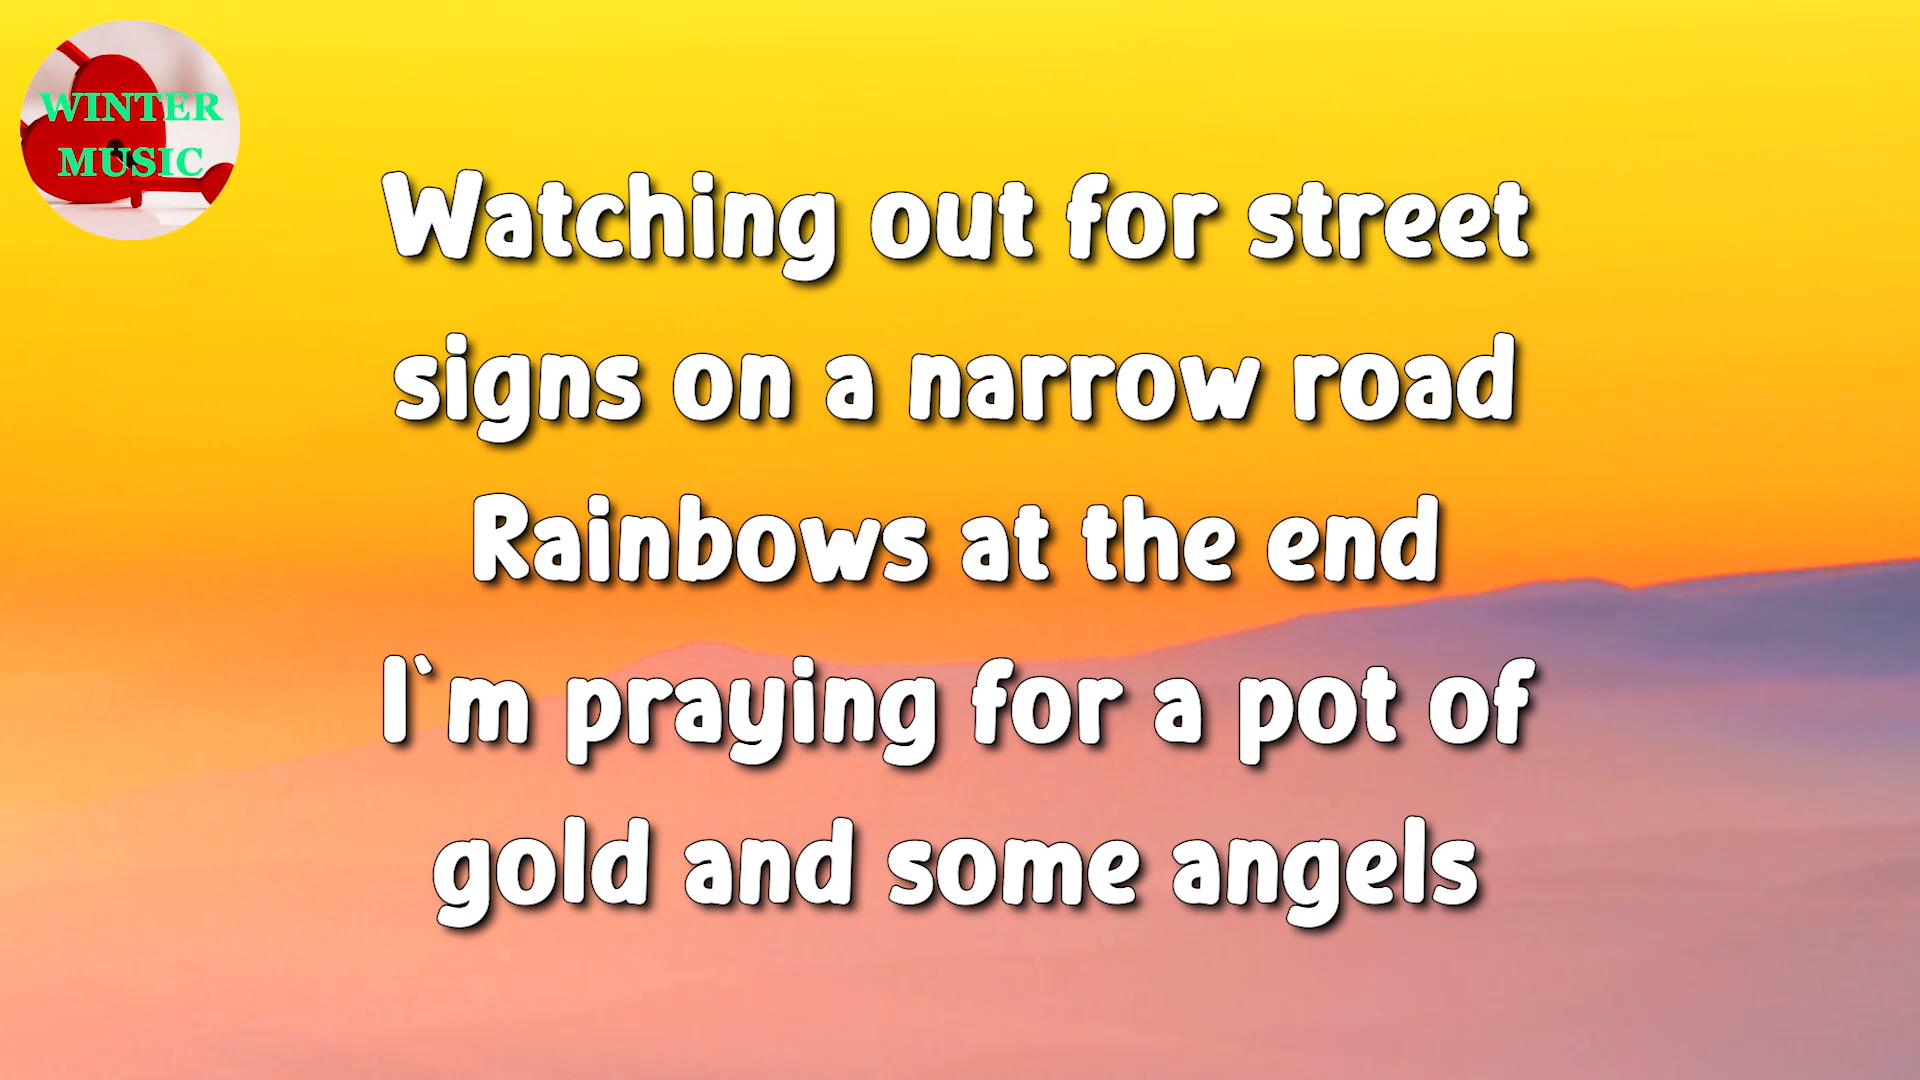 WINTER
MUSIC
Watching out for street
signs on a narrow road
Rainbows at the end
I`m praying for a pot of
gold and some angels